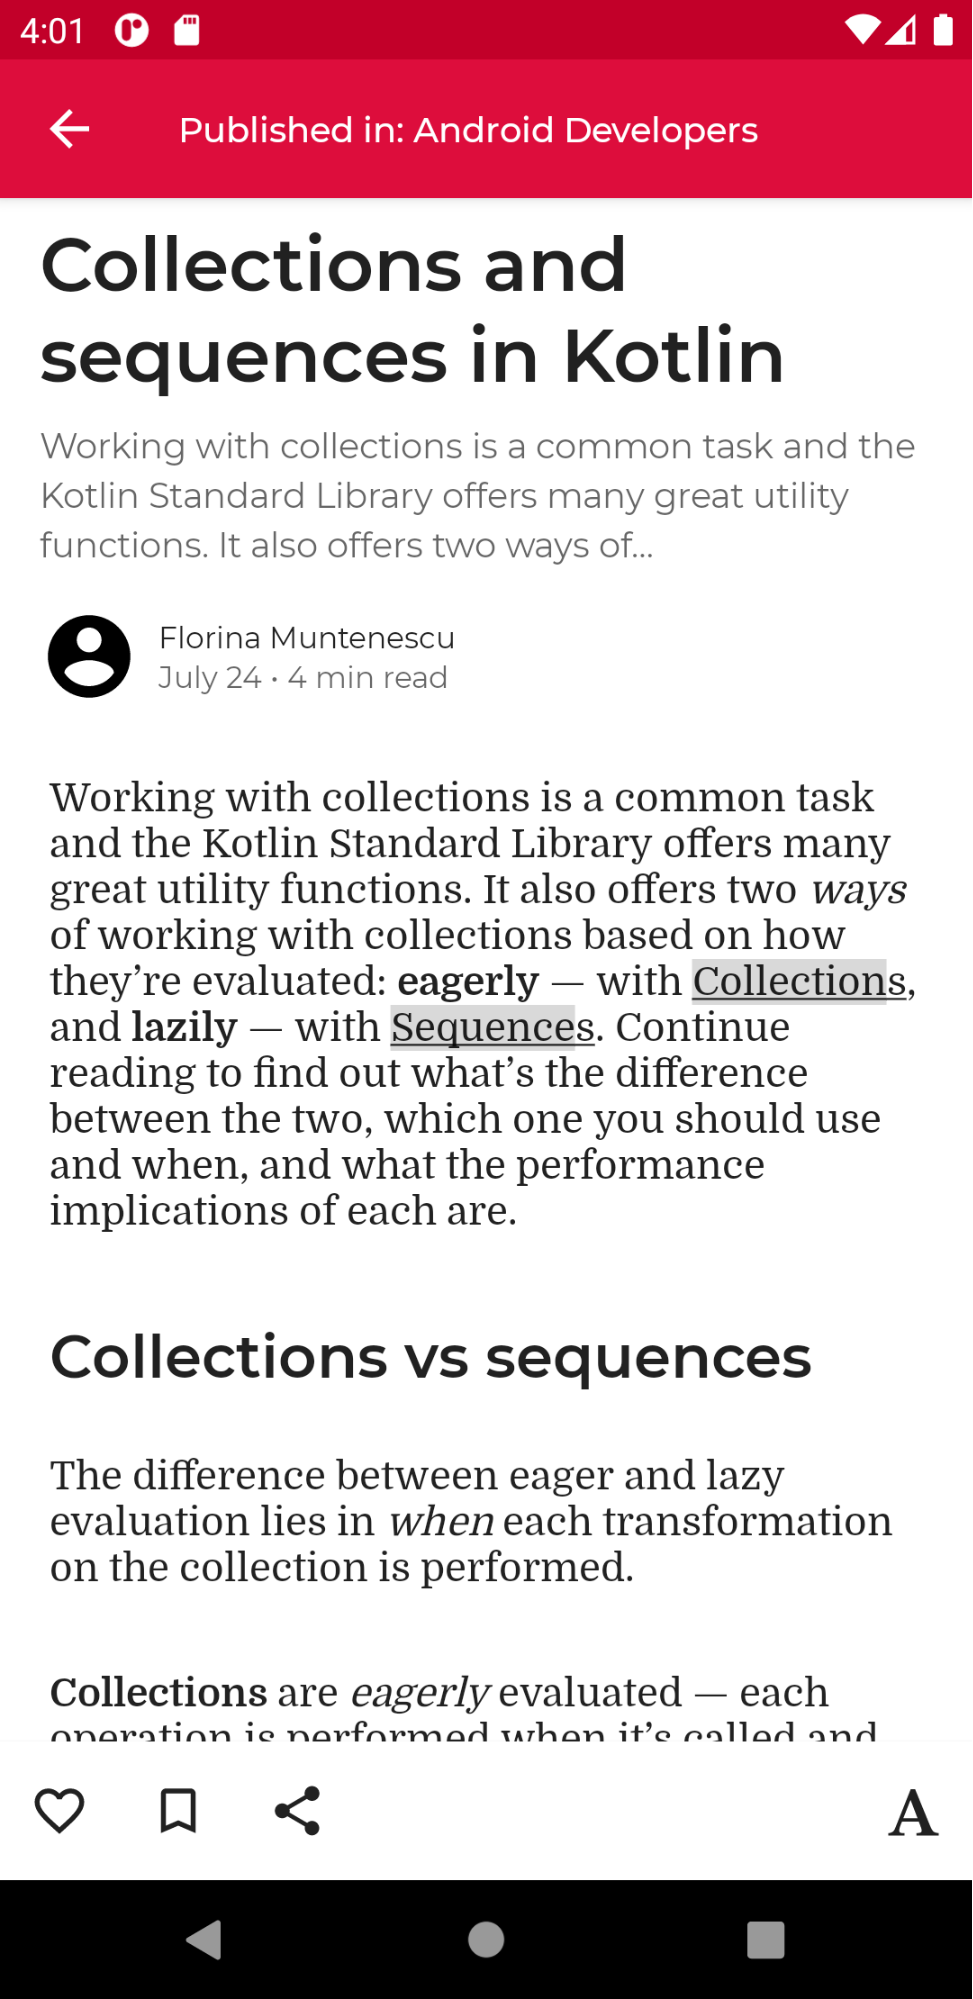 4:01
Published in: Android Developers
Collections and
sequences in Kotlin
Working with collections is a common task and the
Kotlin Standard Library offers many great utility
functions. It also offers two ways of...
Florina Muntenescu
July 24 • 4 min read
Working with collections is a common task
and the Kotlin Standard Library offers many
great utility functions. It also offers two ways
of working with collections based on how
they’re evaluated: eagerly — with Collections,
and lazily — with Sequences. Continue
reading to find out what’s the difference
between the two, which one you should use
and when, and what the performance
implications of each are.
Collections vs sequences
The difference between eager and lazy
evaluation lies in when each transformation
on the collection is performed.
Collections are eagerly evaluated — each
operation is performed when it’s called and
A